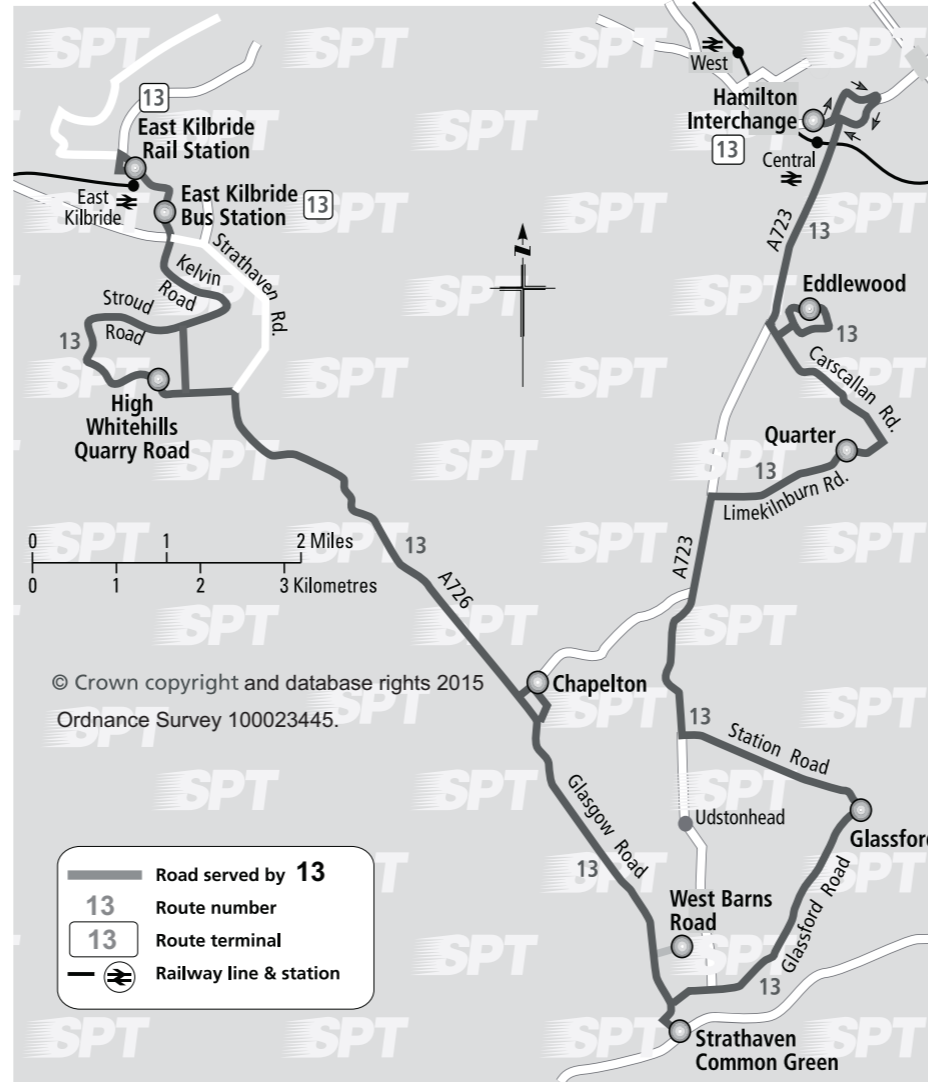 West
Hamilton
Interchange
13
Central
13
East Kilbride
Rail Station
East
Kilbride
East Kilbride
Bus Station
13
Strathaven
Rd.
Kelvin
Road
Stroud
Road
13
High
Whitehills
Quarry Road
N
A723
13
Eddlewood
13
Carscallan Rd.
Quarter
13
Limekilnburn Rd.
0 1 2 Miles
0 1 2 3 Kilometres
13
A726
A723
© Crown copyright and database rights 2015
Ordnance Survey 100023445.
Chapelton
13
Station Road
Glasgow Road
13
Udstonhead
Glassford
West Barns
Road
Glassford Road
13
Strathaven
Common Green
Road served by 13
13 Route number
13 Route terminal
Railway line & station
SPT